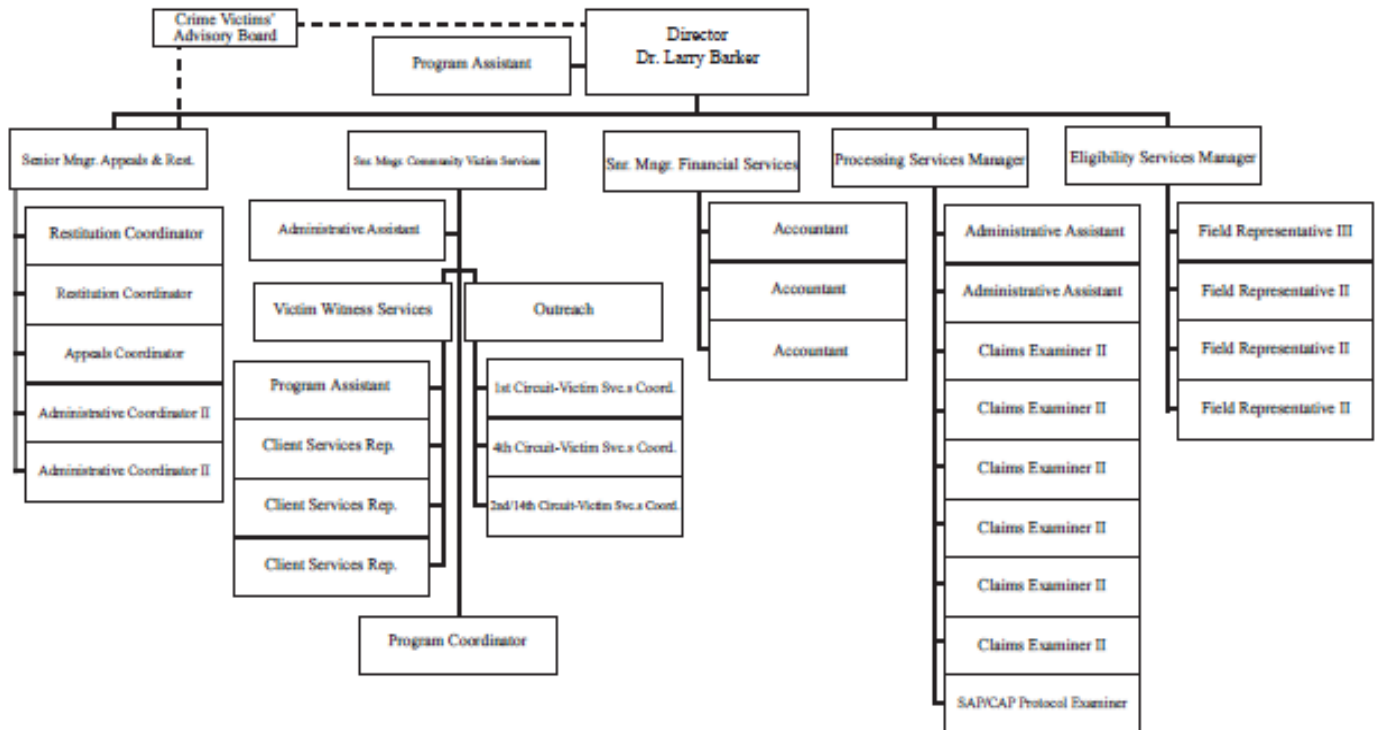 Crime Victims'
Advisory Board
Director
Dr. Larry Barker
Program Assistant
Senior Mngr. Appeals & Rest.
Snr. Mngr. Community Victim Services
Snr. Mngr. Financial Services
Processing Services Manager
Eligibility Services Manager
Restitution Coordinator
Restitution Coordinator
Appeals Coordinator
Administrative Coordinator II
Administrative Coordinator II
Administrative Assistant
Victim Witness Services
Outreach
Program Assistant
Client Services Rep.
Client Services Rep.
Client Services Rep.
1st Circuit-Victim Svc.s Coord.
4th Circuit-Victim Svc.s Coord.
2nd/14th Circuit-Victim Svc.s Coord.
Program Coordinator
Accountant
Accountant
Accountant
Administrative Assistant
Administrative Assistant
Claims Examiner II
Claims Examiner II
Claims Examiner II
Claims Examiner II
Claims Examiner II
Claims Examiner II
SAP/CAP Protocol Examiner
Field Representative III
Field Representative II
Field Representative II
Field Representative II